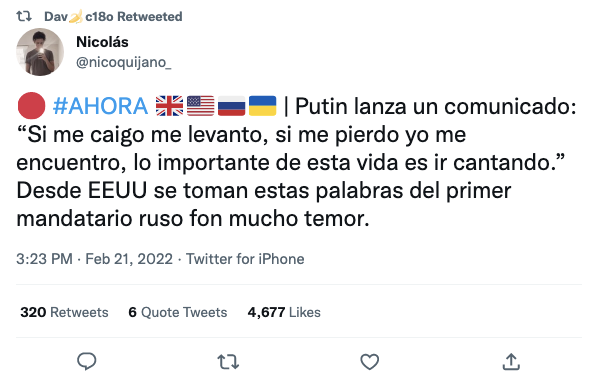 Dav🍌c18o Retweeted
Nicolás
@nicoquijano_
🔴 #AHORA 🇬🇧🇺🇸🇷🇺🇺🇦 | Putin lanza un comunicado:
“Si me caigo me levanto, si me pierdo yo me
encuentro, lo importante de esta vida es ir cantando.”
Desde EEUU se toman estas palabras del primer
mandatario ruso fon mucho temor.
3:23 PM · Feb 21, 2022 · Twitter for iPhone
320 Retweets 6 Quote Tweets 4,677 Likes